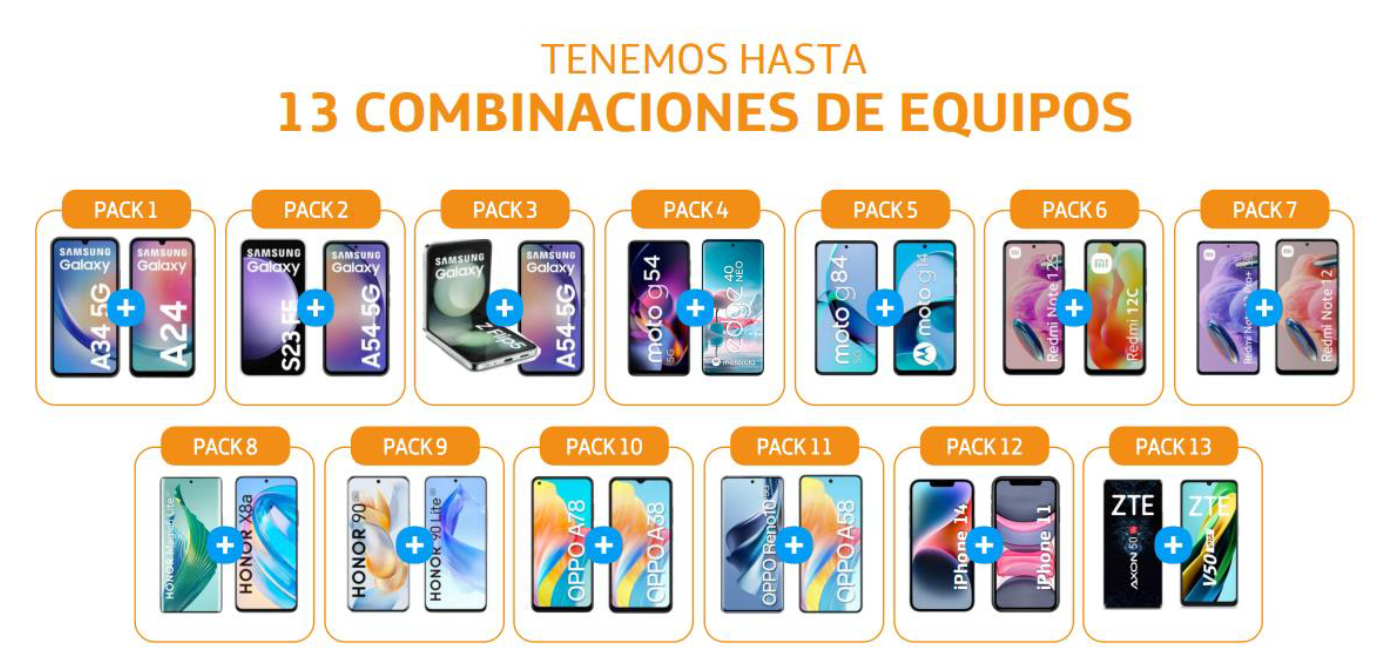 TENEMOS HASTA
13 COMBINACIONES DE EQUIPOS
PACK 1
SAMSUNG
Galaxy
A34 5G
+
SAMSUNG
Galaxy
A24
PACK 2
SAMSUNG
Galaxy
S23 FE
+
SAMSUNG
Galaxy
A54 5G
PACK 3
SAMSUNG
Galaxy
Z Flip5
+
SAMSUNG
Galaxy
A54 5G
PACK 4
moto g54
5G
+
edge 40
NEO
motorola
PACK 5
moto g84
5G
+
moto g14
PACK 6
Redmi Note 12S
+
mi
Redmi 12C
PACK 7
Redmi Note 12 Pro+ 5G
+
Redmi Note 12
PACK 8
HONOR Magic5 Lite
+
HONOR X8a
PACK 9
HONOR 90
+
HONOR 90 Lite
PACK 10
OPPO A78
+
OPPO A38
PACK 11
OPPO Reno10 5G
+
OPPO A58
PACK 12
iPhone 14
+
iPhone 11
PACK 13
ZTE
AXON 50
+
ZTE
V50